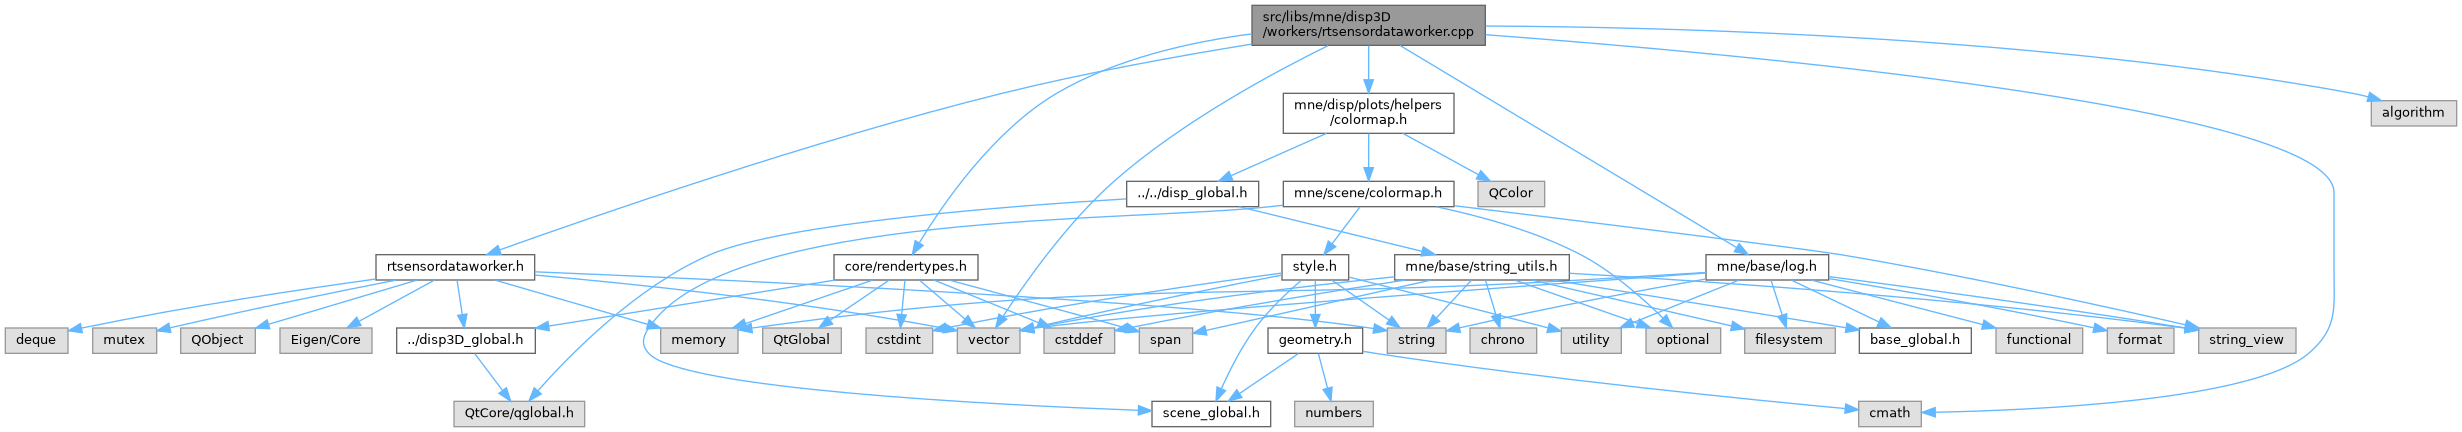 src/libs/mne/disp3D
/workers/rtsensordataworker.cpp
mne/disp/plots/helpers
/colormap.h
algorithm
../../disp_global.h
mne/scene/colormap.h
QColor
rtsensordataworker.h
core/rendertypes.h
style.h
mne/base/string_utils.h
mne/base/log.h
deque
mutex
QObject
Eigen/Core
../disp3D_global.h
memory
QtGlobal
cstdint
vector
cstddef
span
geometry.h
string
chrono
utility
optional
filesystem
base_global.h
functional
format
string_view
QtCore/qglobal.h
scene_global.h
numbers
cmath